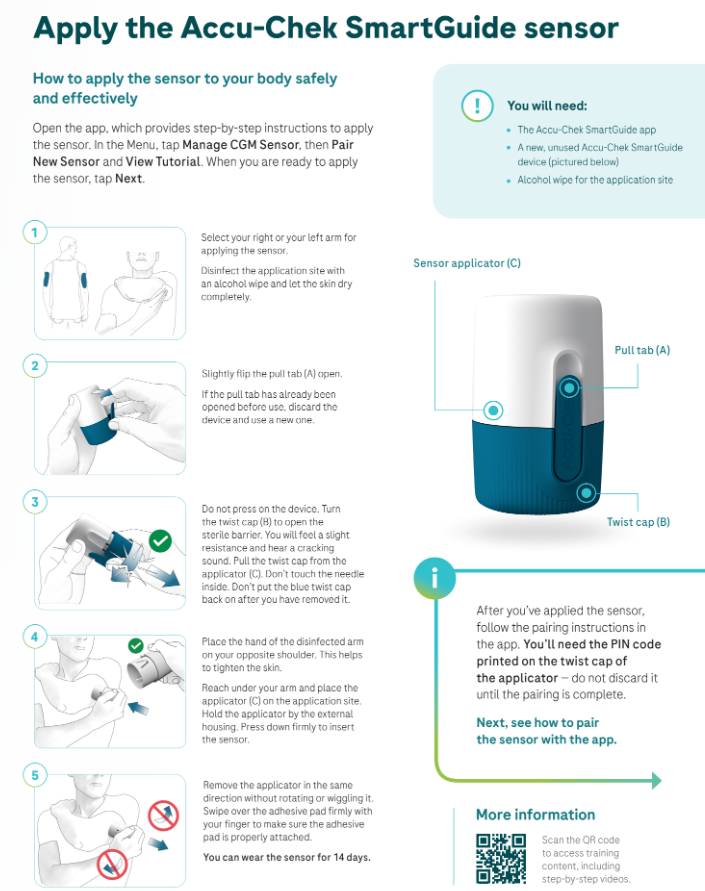 Apply the Accu-Chek SmartGuide sensor
How to apply the sensor to your body safely
and effectively
Open the app, which provides step-by-step instructions to apply
the sensor. In the Menu, tap Manage CGM Sensor, then Pair
New Sensor and View Tutorial. When you are ready to apply
the sensor, tap Next.
!
You will need:
• The Accu-Chek SmartGuide app
• A new, unused Accu-Chek SmartGuide
device (pictured below)
• Alcohol wipe for the application site
1
Select your right or your left arm for
applying the sensor.
Disinfect the application site with
an alcohol wipe and let the skin dry
completely.
2
Slightly flip the pull tab (A) open.
If the pull tab has already been
opened before use, discard the
device and use a new one.
3
Do not press on the device. Turn
the twist cap (B) to open the
sterile barrier. You will feel a slight
resistance and hear a cracking
sound. Pull the twist cap from the
applicator (C). Don't touch the needle
inside. Don't put the blue twist cap
back on after you have removed it.
4
Place the hand of the disinfected arm
on your opposite shoulder. This helps
to tighten the skin.
Reach under your arm and place the
applicator (C) on the application site.
Hold the applicator by the external
housing. Press down firmly to insert
the sensor.
5
Remove the applicator in the same
direction without rotating or wiggling it.
Swipe over the adhesive pad firmly with
your finger to make sure the adhesive
pad is properly attached.
You can wear the sensor for 14 days.
Sensor applicator (C)
Pull tab (A)
Twist cap (B)
i
After you've applied the sensor,
follow the pairing instructions in
the app. You'll need the PIN code
printed on the twist cap of
the applicator – do not discard it
until the pairing is complete.
Next, see how to pair
the sensor with the app.
More information
Scan the QR code
to access training
content, including
step-by-step videos.